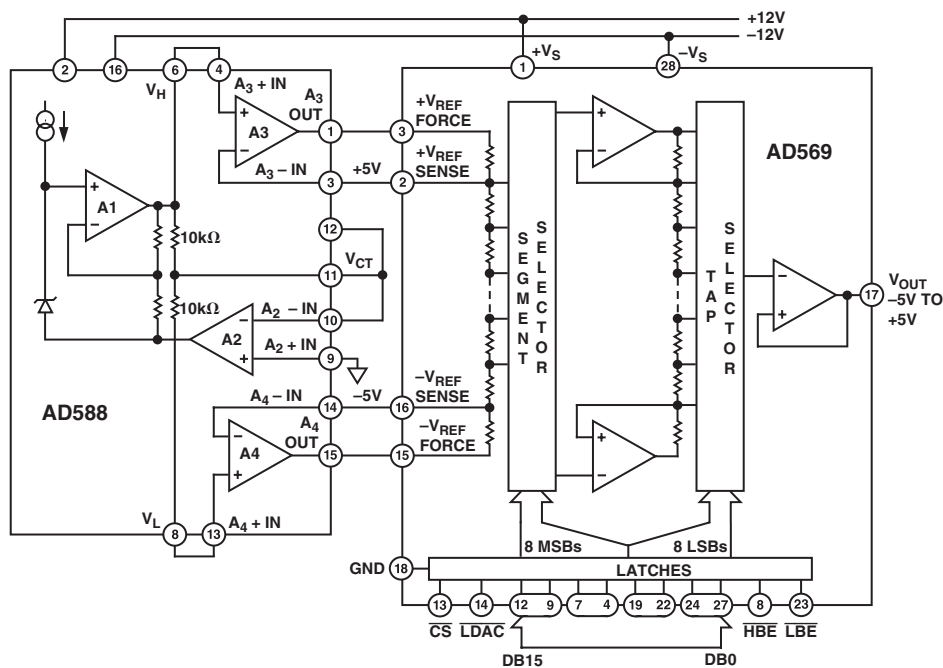 +12V
–12V
2
16
6
4
1
+VS
28
–VS
VH
A3 + IN
A3
OUT
+
–
A3
1
3
+VREF
FORCE
A3 – IN
3
+5V
2
+VREF
SENSE
AD569
+
–
A1
10kΩ
10kΩ
12
11
VCT
10
A2 – IN
–
+
A2
A2 + IN
9
SEGMENT
SELECTOR
+
–
TAP
SELECTOR
–
+
17
VOUT
–5V TO
+5V
AD588
A4 – IN
14
–5V
16
–VREF
SENSE
–
+
A4
A4
OUT
15
15
–VREF
FORCE
+
–
VL
8
13
A4 + IN
8 MSBs
8 LSBs
GND
18
LATCHES
13
14
12
9
7
4
19
22
24
27
8
23
CS
LDAC
HBE
LBE
DB15
DB0